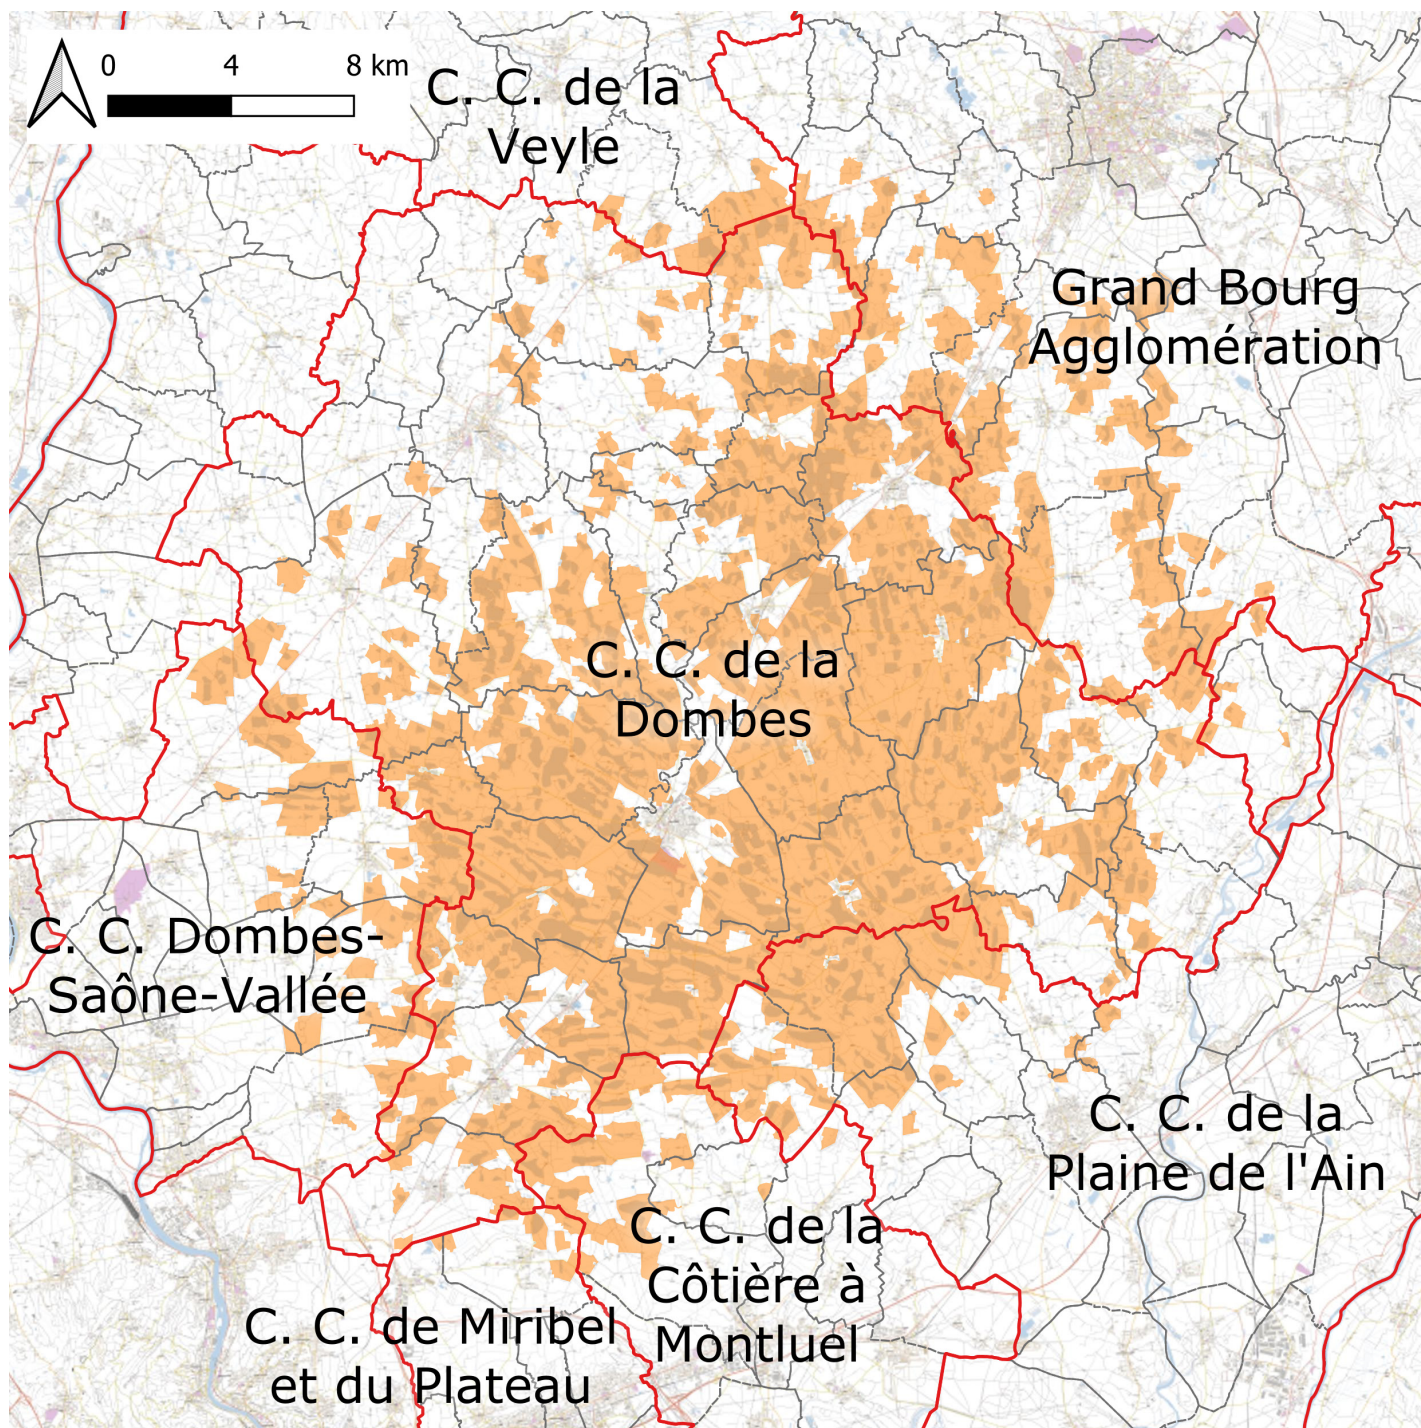 0 4 8 km
C. C. de la
Veyle
Grand Bourg
Agglomération
C. C. de la
Dombes
C. C. Dombes-
Saône-Vallée
C. C. de la
Plaine de l'Ain
C. C. de la
Côtière à
Montluel
C. C. de Miribel
et du Plateau